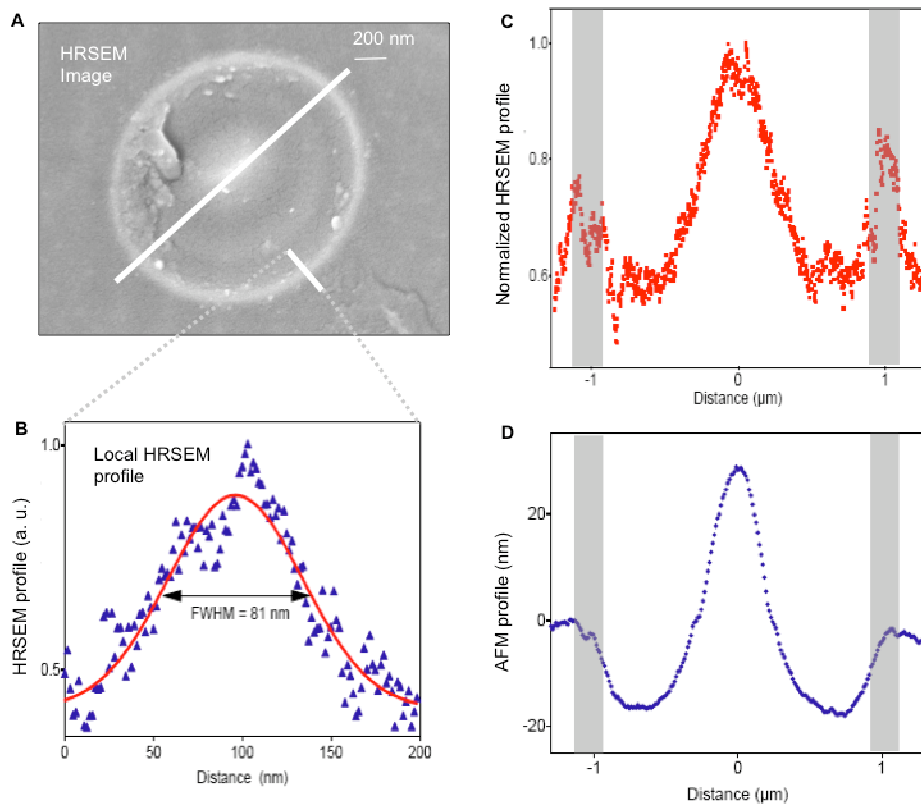 A
HRSEM
Image
200 nm
B
Local HRSEM
profile
HRSEM profile (a. u.)
1.0
0.5
FWHM = 81 nm
0
50
100
150
200
Distance (nm)
C
Normalized HRSEM profile
1.0
0.8
0.6
-1
0
1
Distance (µm)
D
AFM profile (nm)
20
0
-20
-1
0
1
Distance (µm)